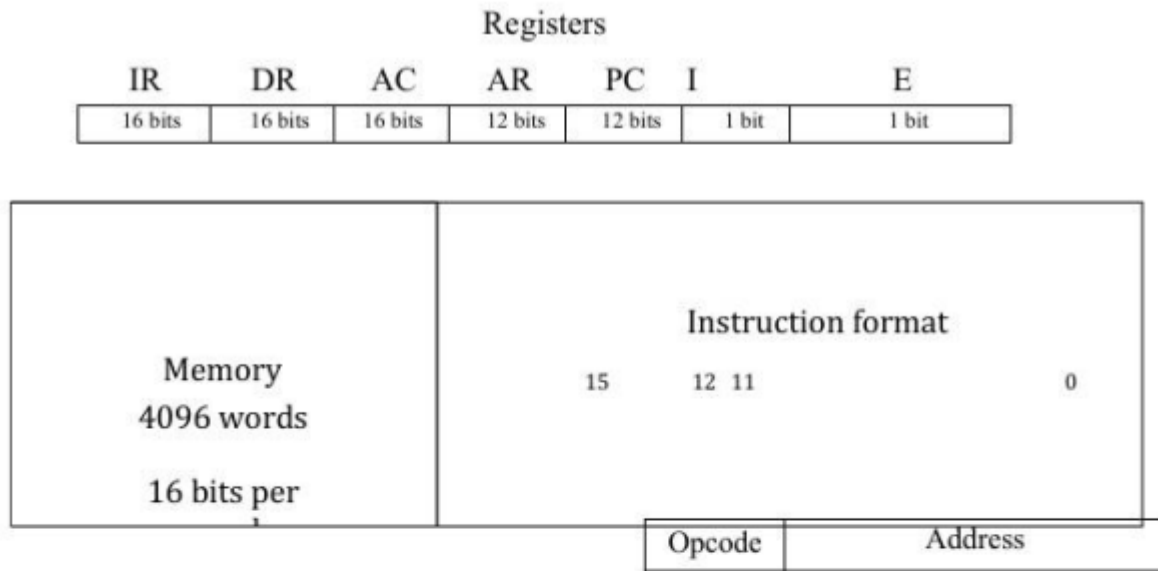 Registers
IR DR AC AR PC I E
16 bits 16 bits 16 bits 12 bits 12 bits 1 bit 1 bit
Instruction format
15 12 11 0
Memory
4096 words
16 bits per
Opcode Address